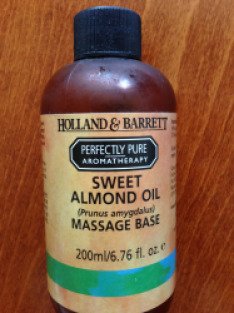 HOLLAND & BARRETT
PERFECTLY PURE
AROMATHERAPY
SWEET
ALMOND OIL
(Prunus amygdalus)
MASSAGE BASE
200ml/6.76 fl. oz. e